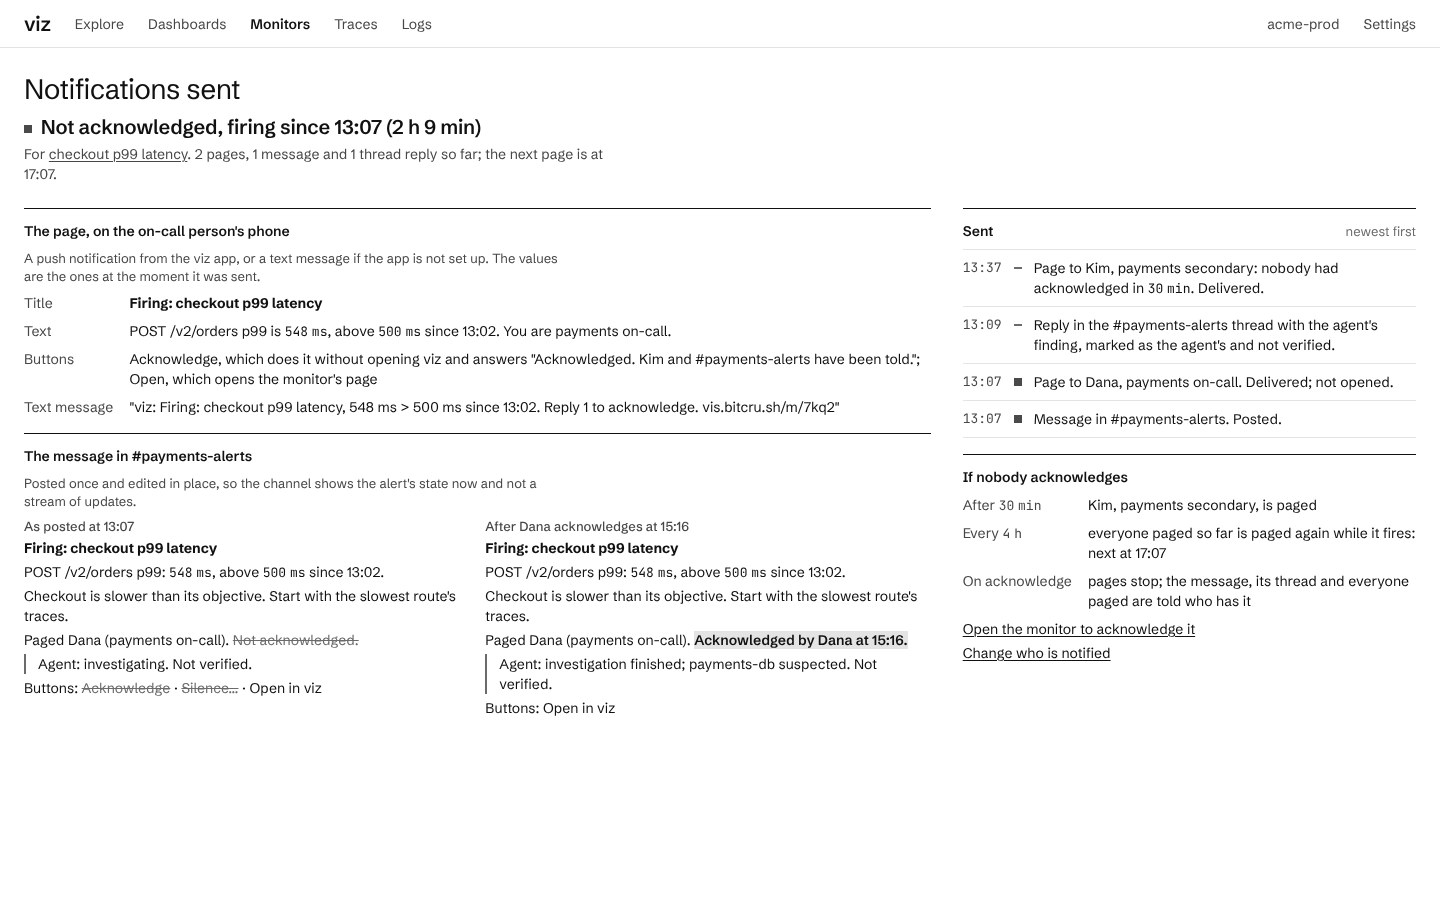 viz Explore Dashboards Monitors Traces Logs acme-prod Settings
Notifications sent
Not acknowledged, firing since 13:07 (2 h 9 min)
For checkout p99 latency. 2 pages, 1 message and 1 thread reply so far; the next page is at
17:07.
The page, on the on-call person's phone
A push notification from the viz app, or a text message if the app is not set up. The values
are the ones at the moment it was sent.
Title Firing: checkout p99 latency
Text POST /v2/orders p99 is 548 ms, above 500 ms since 13:02. You are payments on-call.
Buttons Acknowledge, which does it without opening viz and answers "Acknowledged. Kim and #payments-alerts have been told.";
Open, which opens the monitor's page
Text message "viz: Firing: checkout p99 latency, 548 ms > 500 ms since 13:02. Reply 1 to acknowledge. vis.bitcru.sh/m/7kq2"
The message in #payments-alerts
Posted once and edited in place, so the channel shows the alert's state now and not a
stream of updates.
As posted at 13:07
Firing: checkout p99 latency
POST /v2/orders p99: 548 ms, above 500 ms since 13:02.
Checkout is slower than its objective. Start with the slowest route's
traces.
Paged Dana (payments on-call). Not acknowledged.
Agent: investigating. Not verified.
Buttons: Acknowledge · Silence… · Open in viz
After Dana acknowledges at 15:16
Firing: checkout p99 latency
POST /v2/orders p99: 548 ms, above 500 ms since 13:02.
Checkout is slower than its objective. Start with the slowest route's
traces.
Paged Dana (payments on-call). Acknowledged by Dana at 15:16.
Agent: investigation finished; payments-db suspected. Not
verified.
Buttons: Open in viz
Sent newest first
13:37 – Page to Kim, payments secondary: nobody had
acknowledged in 30 min. Delivered.
13:09 – Reply in the #payments-alerts thread with the agent's
finding, marked as the agent's and not verified.
13:07 Page to Dana, payments on-call. Delivered; not opened.
13:07 Message in #payments-alerts. Posted.
If nobody acknowledges
After 30 min Kim, payments secondary, is paged
Every 4 h everyone paged so far is paged again while it fires:
next at 17:07
On acknowledge pages stop; the message, its thread and everyone
paged are told who has it
Open the monitor to acknowledge it
Change who is notified